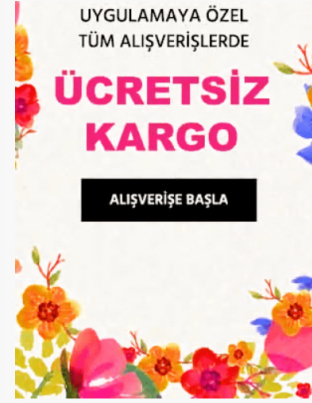 UYGULAMAYA ÖZEL
TÜM ALIŞVERİŞLERDE
ÜCRETSİZ
KARGO
ALIŞVERİŞE BAŞLA